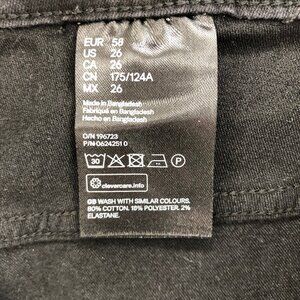 EUR 58
US 26
CA 26
CN 175/124A
MX 26
Made in Bangladesh
Fabriqué en Bangladesh
Hecho en Bangladesh
O/N 196723
P/N-0624251 0
30 P
clevercare.info
GB WASH WITH SIMILAR COLOURS.
80% COTTON. 18% POLYESTER. 2%
ELASTANE.